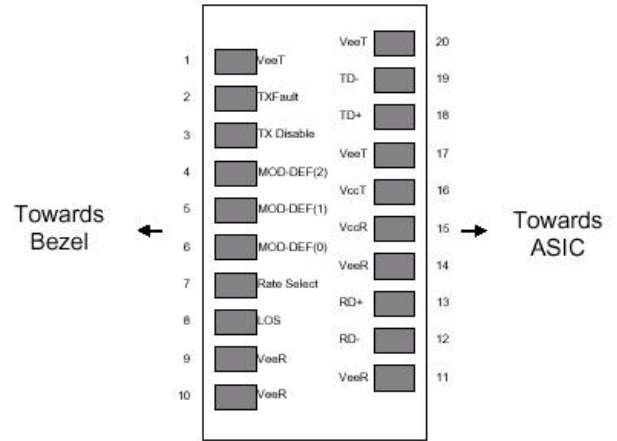 VeeT 20
1 VeeT
TD- 19
2 TXFault
TD+ 18
3 TX Disable
VeeT 17
4 MOD-DEF(2)
VccT 16
5 MOD-DEF(1)
Towards
Bezel
VccR 15
Towards
ASIC
6 MOD-DEF(0)
VeeR 14
7 Rate Select
RD+ 13
8 LOS
RD- 12
9 VeeR
VeeR 11
10 VeeR